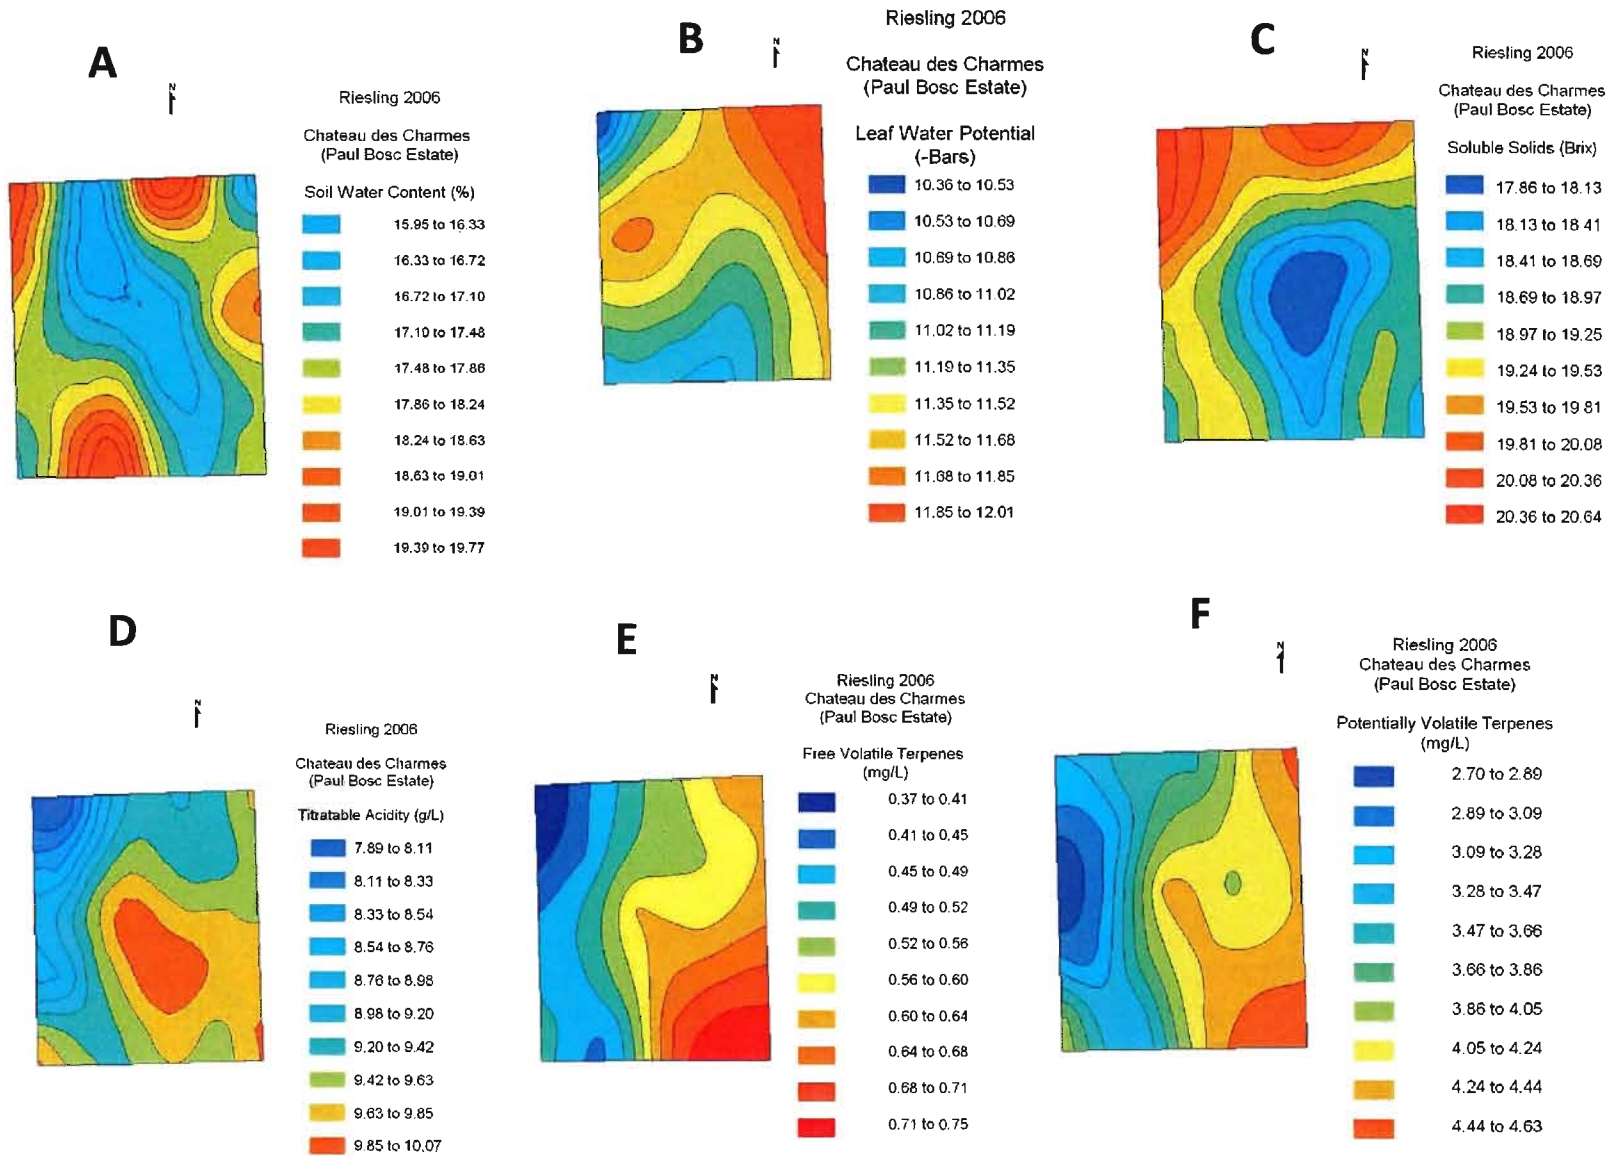 A
N
Riesling 2006
Chateau des Charmes
(Paul Bosc Estate)
Soil Water Content (%)
15.95 to 16.33
16.33 to 16.72
16.72 to 17.10
17.10 to 17.48
17.48 to 17.86
17.86 to 18.24
18.24 to 18.63
18.63 to 19.01
19.01 to 19.39
19.39 to 19.77
B
N
Riesling 2006
Chateau des Charmes
(Paul Bosc Estate)
Leaf Water Potential
(-Bars)
10.36 to 10.53
10.53 to 10.69
10.69 to 10.86
10.86 to 11.02
11.02 to 11.19
11.19 to 11.35
11.35 to 11.52
11.52 to 11.68
11.68 to 11.85
11.85 to 12.01
C
N
Riesling 2006
Chateau des Charmes
(Paul Bosc Estate)
Soluble Solids (Brix)
17.86 to 18.13
18.13 to 18.41
18.41 to 18.69
18.69 to 18.97
18.97 to 19.25
19.24 to 19.53
19.53 to 19.81
19.81 to 20.08
20.08 to 20.36
20.36 to 20.64
D
N
Riesling 2006
Chateau des Charmes
(Paul Bosc Estate)
Titratable Acidity (g/L)
7.89 to 8.11
8.11 to 8.33
8.33 to 8.54
8.54 to 8.76
8.76 to 8.98
8.98 to 9.20
9.20 to 9.42
9.42 to 9.63
9.63 to 9.85
9.85 to 10.07
E
N
Riesling 2006
Chateau des Charmes
(Paul Bosc Estate)
Free Volatile Terpenes
(mg/L)
0.37 to 0.41
0.41 to 0.45
0.45 to 0.49
0.49 to 0.52
0.52 to 0.56
0.56 to 0.60
0.60 to 0.64
0.64 to 0.68
0.68 to 0.71
0.71 to 0.75
F
N
Riesling 2006
Chateau des Charmes
(Paul Bosc Estate)
Potentially Volatile Terpenes
(mg/L)
2.70 to 2.89
2.89 to 3.09
3.09 to 3.28
3.28 to 3.47
3.47 to 3.66
3.66 to 3.86
3.86 to 4.05
4.05 to 4.24
4.24 to 4.44
4.44 to 4.63